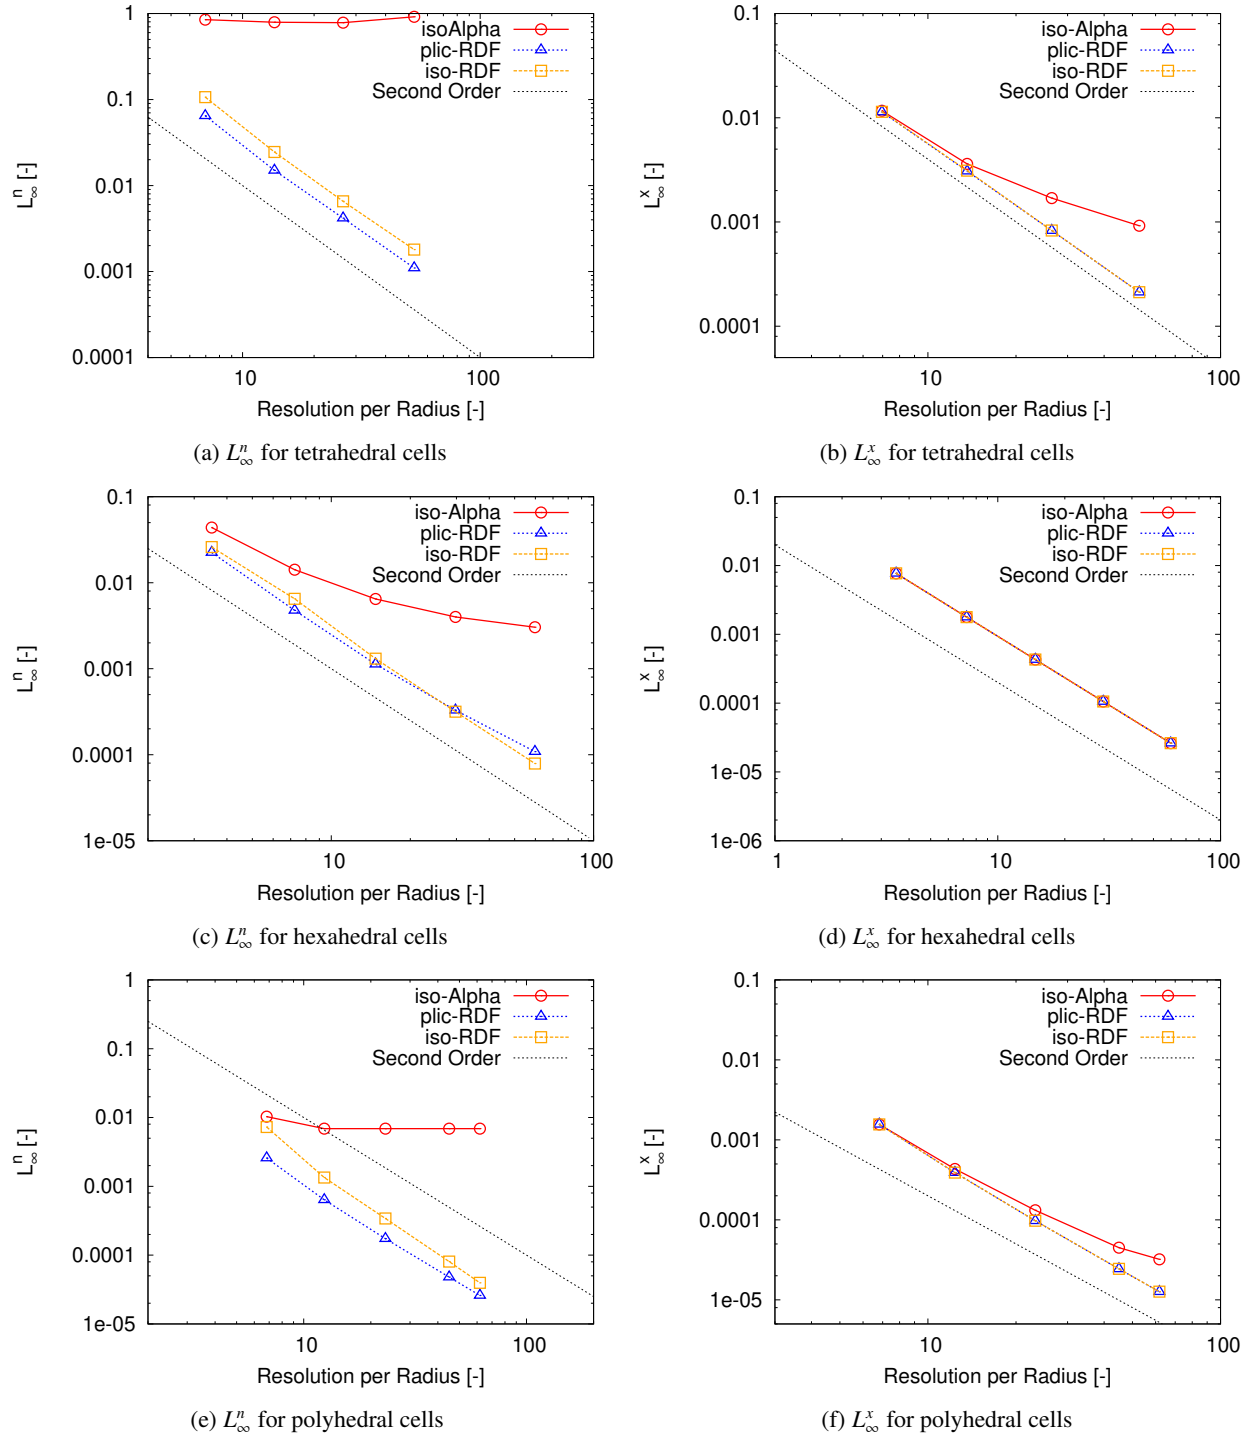 1
0.1
0.01
0.001
0.0001
10
100
L∞^n [-]
Resolution per Radius [-]
isoAlpha
plic-RDF
iso-RDF
Second Order
(a) L∞^n for tetrahedral cells
0.1
0.01
0.001
0.0001
10
100
L∞^x [-]
Resolution per Radius [-]
iso-Alpha
plic-RDF
iso-RDF
Second Order
(b) L∞^x for tetrahedral cells
0.1
0.01
0.001
0.0001
1e-05
10
100
L∞^n [-]
Resolution per Radius [-]
iso-Alpha
plic-RDF
iso-RDF
Second Order
(c) L∞^n for hexahedral cells
0.1
0.01
0.001
0.0001
1e-05
1e-06
1
10
100
L∞^x [-]
Resolution per Radius [-]
iso-Alpha
plic-RDF
iso-RDF
Second Order
(d) L∞^x for hexahedral cells
1
0.1
0.01
0.001
0.0001
1e-05
10
100
L∞^n [-]
Resolution per Radius [-]
iso-Alpha
plic-RDF
iso-RDF
Second Order
(e) L∞^n for polyhedral cells
0.1
0.01
0.001
0.0001
1e-05
10
100
L∞^x [-]
Resolution per Radius [-]
iso-Alpha
plic-RDF
iso-RDF
Second Order
(f) L∞^x for polyhedral cells